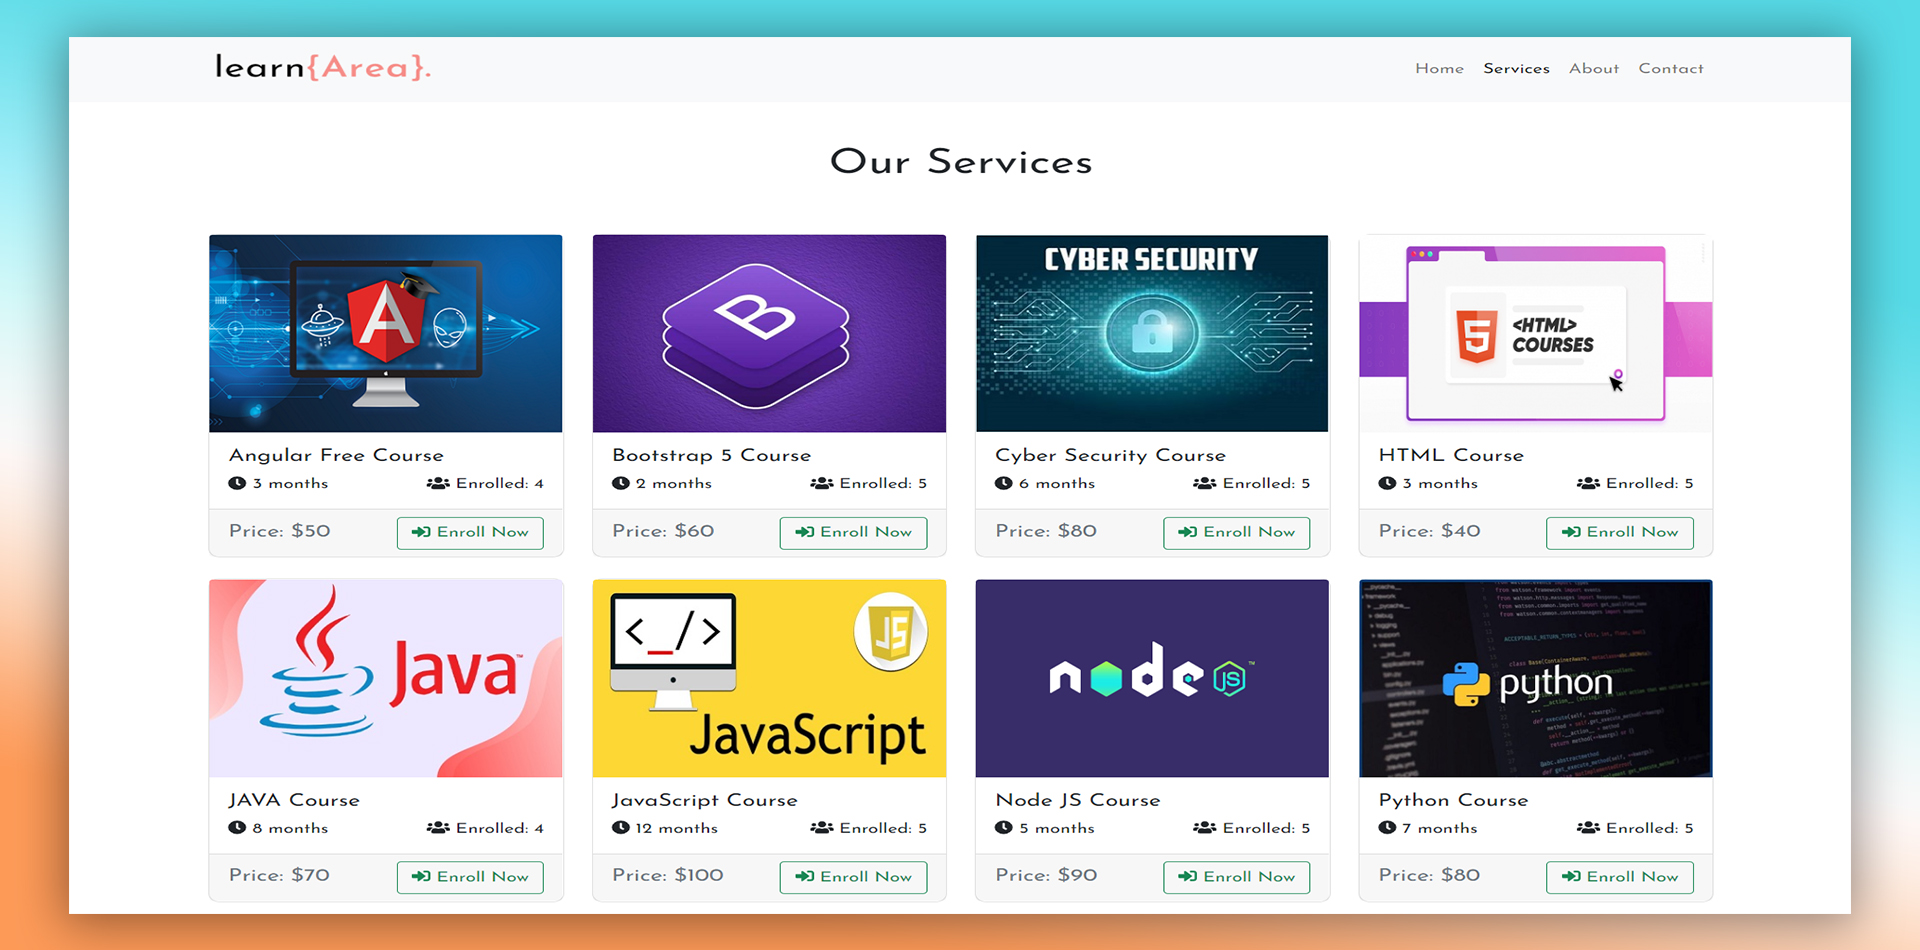 learn{Area}.
Home Services About Contact
Our Services
CYBER SECURITY
<HTML>
COURSES
Angular Free Course
3 months Enrolled: 4
Price: $50 Enroll Now
Bootstrap 5 Course
2 months Enrolled: 5
Price: $60 Enroll Now
Cyber Security Course
6 months Enrolled: 5
Price: $80 Enroll Now
HTML Course
3 months Enrolled: 5
Price: $40 Enroll Now
Java™
JAVA Course
8 months Enrolled: 4
Price: $70 Enroll Now
<_/>
JS
JavaScript
JavaScript Course
12 months Enrolled: 5
Price: $100 Enroll Now
node JS™
Node JS Course
5 months Enrolled: 5
Price: $90 Enroll Now
python
Python Course
7 months Enrolled: 5
Price: $80 Enroll Now